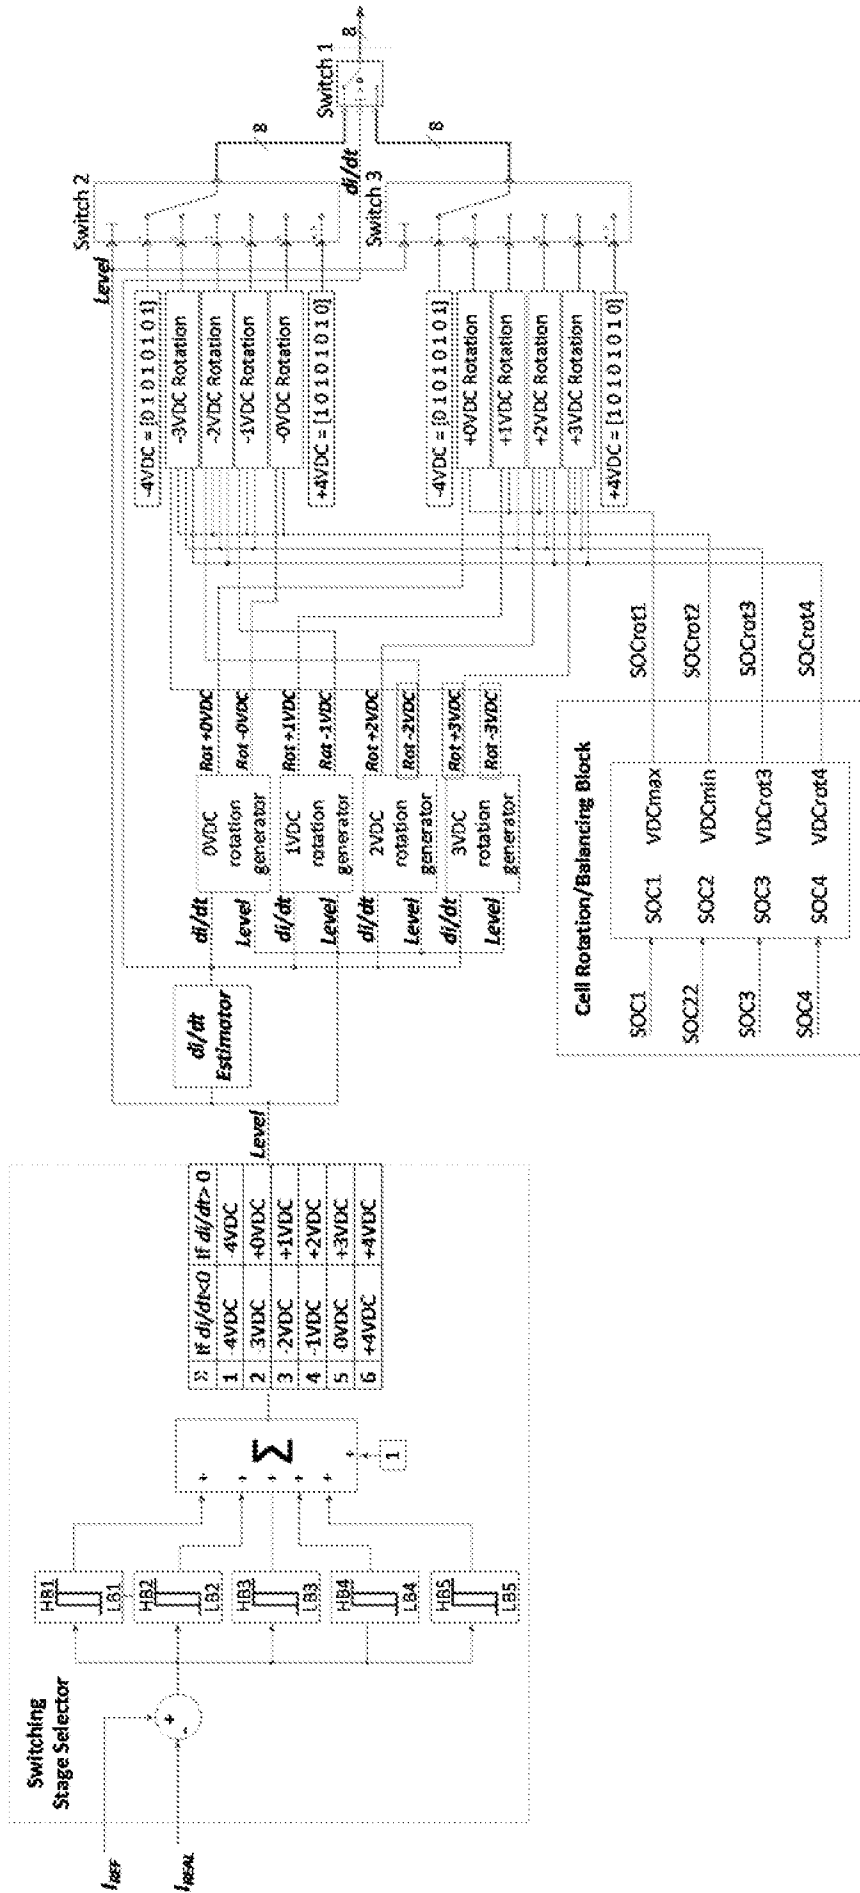 Switching
Stage Selector
I_REF
I_REAL
+
-
HB1
LB1
HB2
LB2
HB3
LB3
HB4
LB4
HB5
LB5
+
+
+
+
+
+
Σ
1
Σ If di/dt<0 If di/dt>0
1 -4VDC -4VDC
2 -3VDC +0VDC
3 -2VDC +1VDC
4 -1VDC +2VDC
5 -0VDC +3VDC
6 +4VDC +4VDC
Level
di/dt
Estimator
di/dt
Level
di/dt
Level
di/dt
Level
di/dt
Level
0VDC
rotation
generator
1VDC
rotation
generator
2VDC
rotation
generator
3VDC
rotation
generator
Rot +0VDC
Rot -0VDC
Rot +1VDC
Rot -1VDC
Rot +2VDC
Rot -2VDC
Rot +3VDC
Rot -3VDC
Cell Rotation/Balancing Block
SOC1
SOC22
SOC3
SOC4
SOC1 VDCmax
SOC2 VDCmin
SOC3 VDCrot3
SOC4 VDCrot4
SOCrot1
SOCrot2
SOCrot3
SOCrot4
-4VDC = [0 1 0 1 0 1 0 1]
-3VDC Rotation
-2VDC Rotation
-1VDC Rotation
-0VDC Rotation
+4VDC = [1 0 1 0 1 0 1 0]
-4VDC = [0 1 0 1 0 1 0 1]
+0VDC Rotation
+1VDC Rotation
+2VDC Rotation
+3VDC Rotation
+4VDC = [1 0 1 0 1 0 1 0]
Level
Switch 2
Switch 3
di/dt
8
8
Switch 1
8